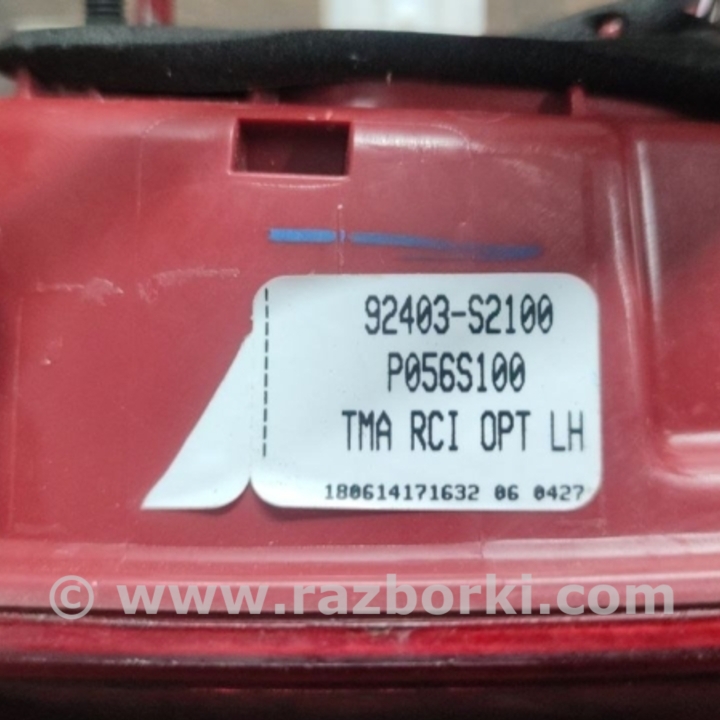 92403-S2100
P056S100
TMA RCI OPT LH
180614171632 06 0427
© www.razborki.com